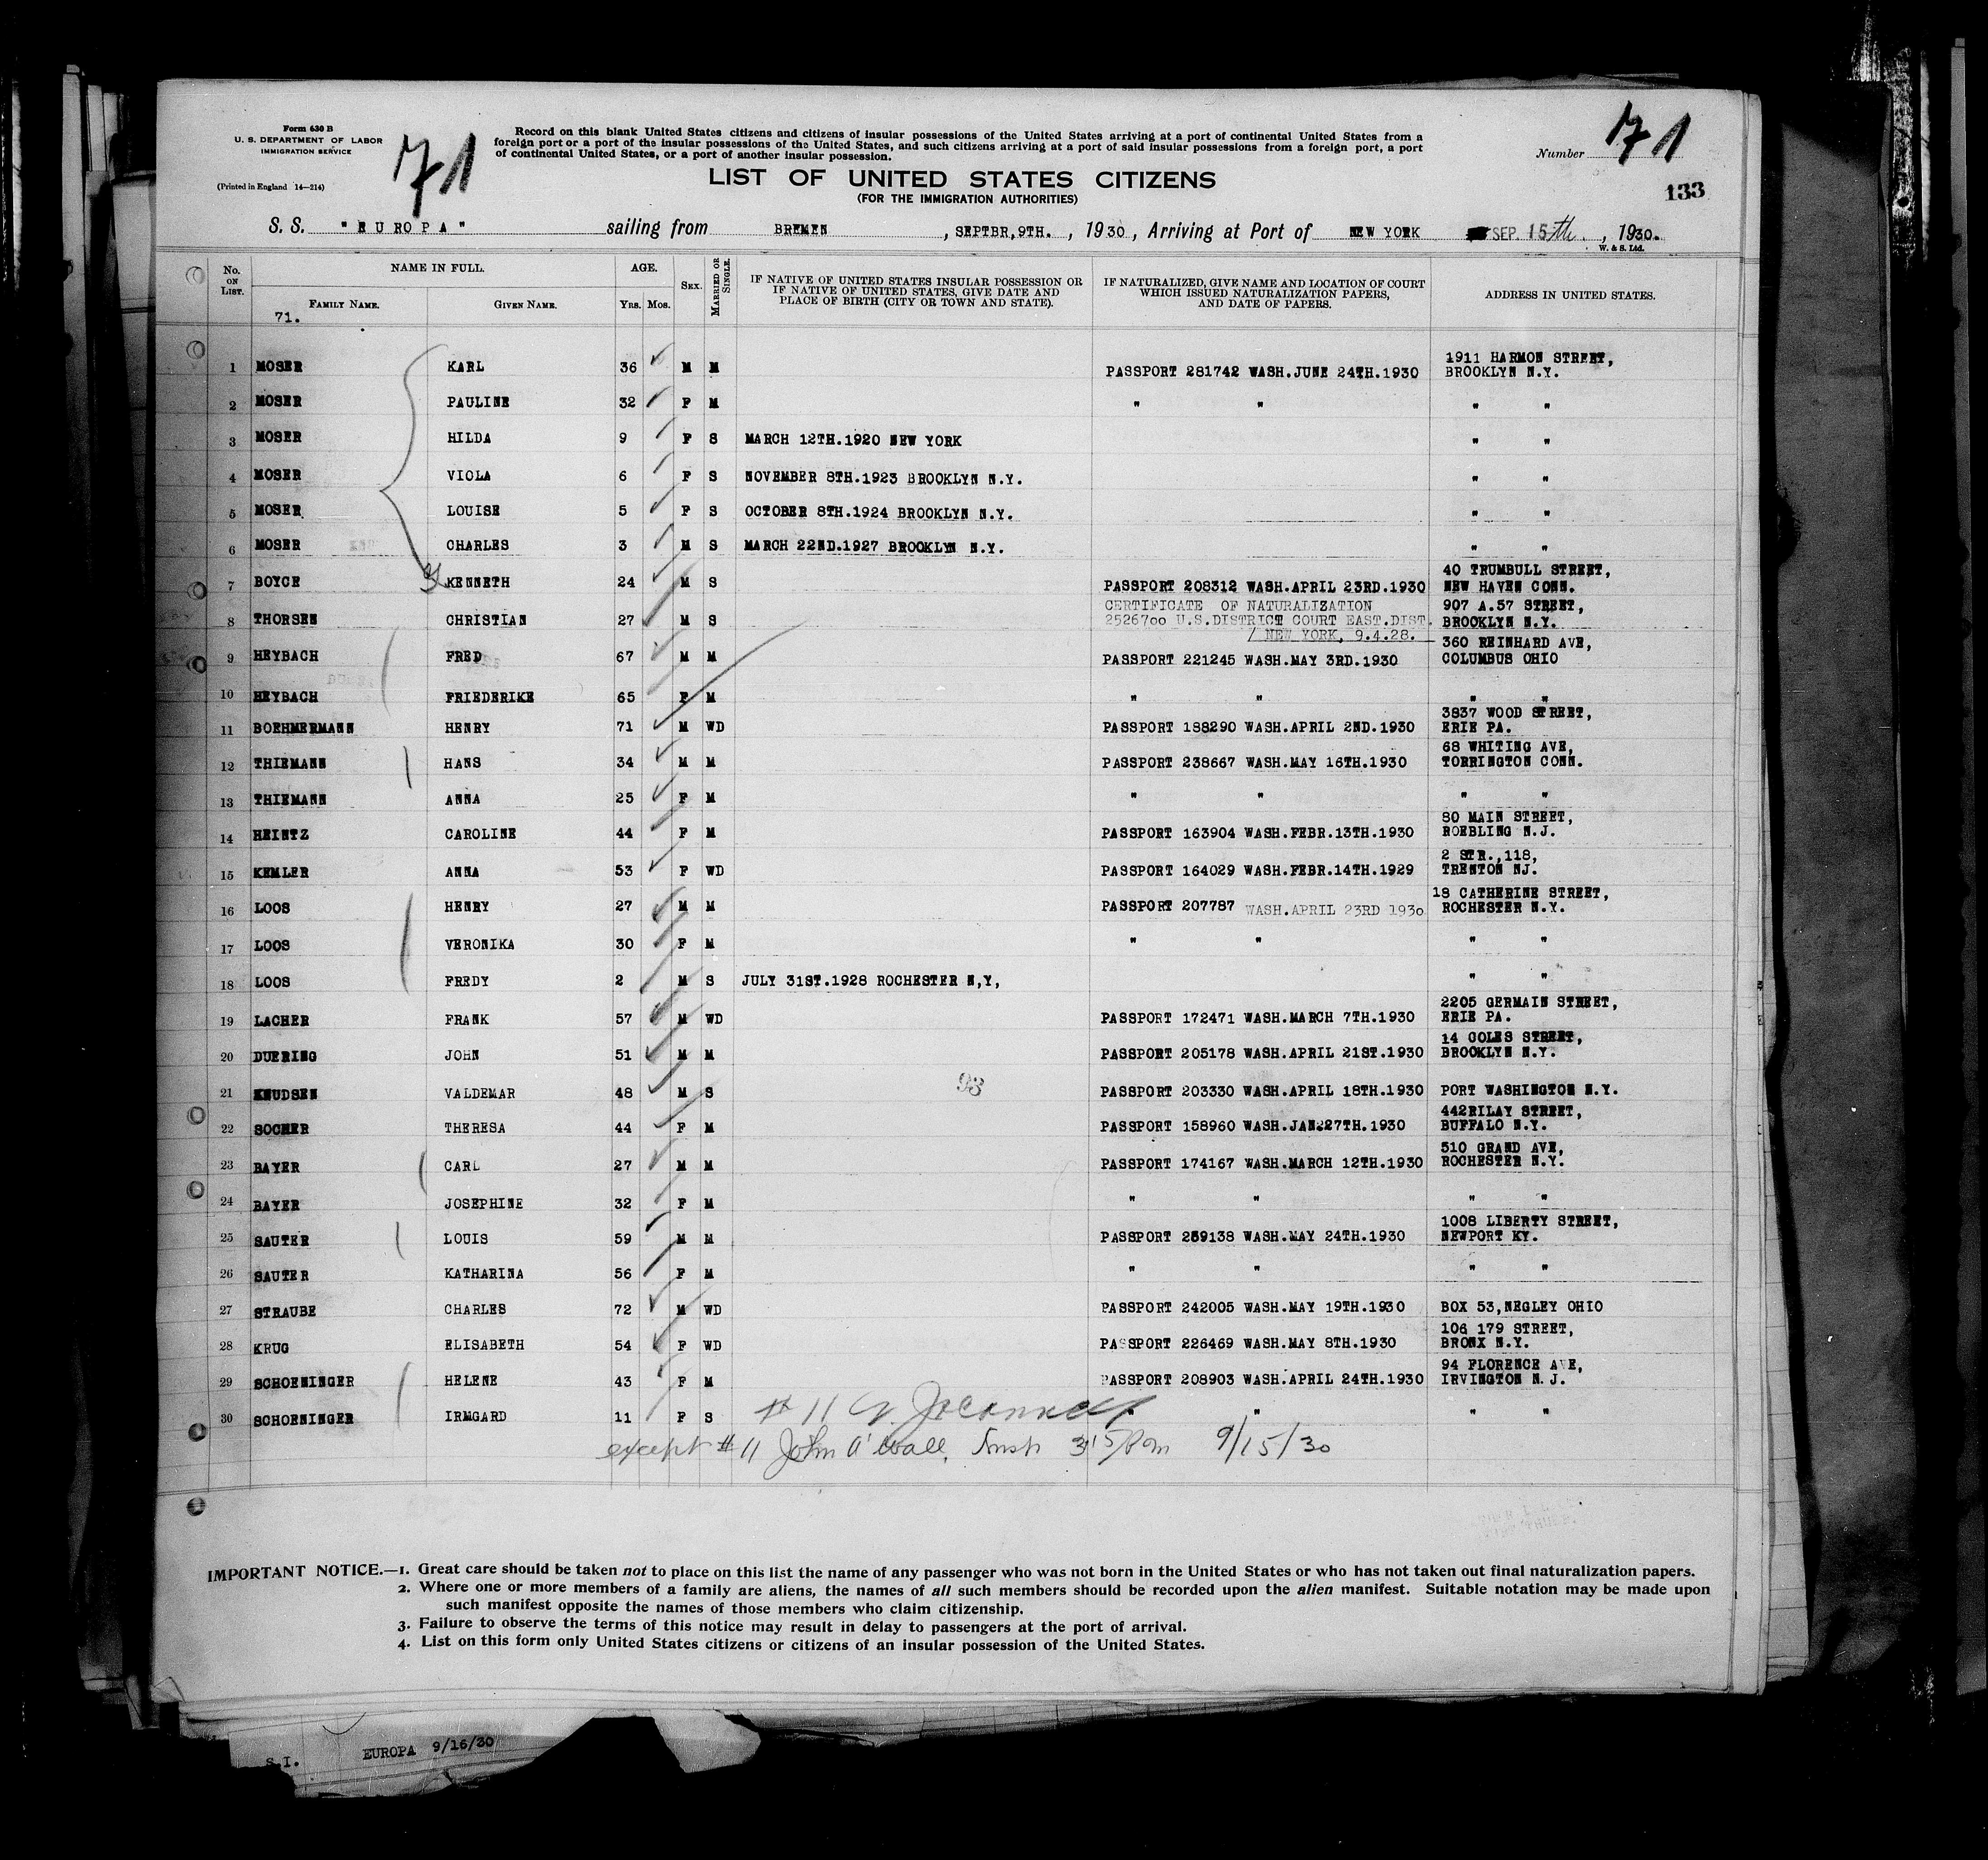 Form 630 B
U. S. DEPARTMENT OF LABOR
IMMIGRATION SERVICE
(Printed in England 14—214)
71
Record on this blank United States citizens and citizens of insular possessions of the United States arriving at a port of continental United States from a
foreign port or a port of the insular possessions of the United States, and such citizens arriving at a port of said insular possessions from a foreign port, a port
of continental United States, or a port of another insular possession.
Number 71
133
LIST OF UNITED STATES CITIZENS
(FOR THE IMMIGRATION AUTHORITIES)
S. S. "EUROPA" sailing from BREMEN, SEPTBR,9TH., 1930, Arriving at Port of NEW YORK SEP. 15th, 1930.
W. & S. Ltd.
No. ON LIST. NAME IN FULL. FAMILY NAME. GIVEN NAME. AGE. YRS. MOS. SEX. MARRIED OR SINGLE. IF NATIVE OF UNITED STATES INSULAR POSSESSION OR IF NATIVE OF UNITED STATES, GIVE DATE AND PLACE OF BIRTH (CITY OR TOWN AND STATE). IF NATURALIZED, GIVE NAME AND LOCATION OF COURT WHICH ISSUED NATURALIZATION PAPERS, AND DATE OF PAPERS. ADDRESS IN UNITED STATES.
71.
1 MOSER KARL 36 M M PASSPORT 281742 WASH.JUNE 24TH.1930 1911 HARMON STREET, BROOKLYN N.Y.
2 MOSER PAULINE 32 F M " " " "
3 MOSER HILDA 9 F S MARCH 12TH.1920 NEW YORK " "
4 MOSER VIOLA 6 F S NOVEMBER 8TH.1923 BROOKLYN N.Y. " "
5 MOSER LOUISE 5 F S OCTOBER 8TH.1924 BROOKLYN N.Y. " "
6 MOSER CHARLES 3 M S MARCH 22ND.1927 BROOKLYN N.Y. " "
7 BOYCE KENNETH 24 M S PASSPORT 208312 WASH.APRIL 23RD.1930 40 TRUMBULL STREET, NEW HAVEN CONN.
8 THORSEN CHRISTIAN 27 M S CERTIFICATE OF NATURALIZATION 2526700 U.S.DISTRICT COURT EAST.DIST. / NEW YORK, 9.4.28. 907 A.57 STREET, BROOKLYN N.Y.
9 HEYBACH FRED 67 M M PASSPORT 221245 WASH.MAY 3RD.1930 360 REINHARD AVE, COLUMBUS OHIO
10 HEYBACH FRIEDERIKE 65 F M " " " "
11 BOEHMERMANN HENRY 71 M WD PASSPORT 188290 WASH.APRIL 2ND.1930 3837 WOOD STREET, ERIE PA.
12 THIEMANN HANS 34 M M PASSPORT 238667 WASH.MAY 16TH.1930 68 WHITING AVE, TORRINGTON CONN.
13 THIEMANN ANNA 25 F M " " " "
14 HEINTZ CAROLINE 44 F M PASSPORT 163904 WASH.FEBR.13TH.1930 80 MAIN STREET, ROEBLING N.J.
15 KEMLER ANNA 53 F WD PASSPORT 164029 WASH.FEBR.14TH.1929 2 STR.,118, TRENTON NJ.
16 LOOS HENRY 27 M M PASSPORT 207787 WASH.APRIL 23RD 1930 18 CATHERINE STREET, ROCHESTER N.Y.
17 LOOS VERONIKA 30 F M " " " "
18 LOOS FREDY 2 M S JULY 31ST.1928 ROCHESTER N,Y, " "
19 LACHER FRANK 57 M WD PASSPORT 172471 WASH.MARCH 7TH.1930 2205 GERMAIN STREET, ERIE PA.
20 DUERING JOHN 51 M M PASSPORT 205178 WASH.APRIL 21ST.1930 14 COLES STREET, BROOKLYN N.Y.
93
21 KNUDSEN VALDEMAR 48 M S PASSPORT 203330 WASH.APRIL 18TH.1930 PORT WASHINGTON N.Y.
22 SOCHER THERESA 44 F M PASSPORT 158960 WASH.JAN.27TH.1930 442RILAY STREET, BUFFALO N.Y.
23 BAYER CARL 27 M M PASSPORT 174167 WASH.MARCH 12TH.1930 510 GRAND AVE, ROCHESTER N.Y.
24 BAYER JOSEPHINE 32 F M " " " "
25 SAUTER LOUIS 59 M M PASSPORT 259138 WASH.MAY 24TH.1930 1008 LIBERTY STREET, NEWPORT KY.
26 SAUTER KATHARINA 56 F M " " " "
27 STRAUBE CHARLES 72 M WD PASSPORT 242005 WASH.MAY 19TH.1930 BOX 53,NEGLEY OHIO
28 KRUG ELISABETH 54 F WD PASSPORT 226469 WASH.MAY 8TH.1930 106 179 STREET, BRONX N.Y.
29 SCHOENINGER HELENE 43 F M PASSPORT 208903 WASH.APRIL 24TH.1930 94 FLORENCE AVE, IRVINGTON N.J.
30 SCHOENINGER IRMGARD 11 F S " " " "
# 11
except #11 John A Wall, Insp 9/15/30
IMPORTANT NOTICE.—1. Great care should be taken not to place on this list the name of any passenger who was not born in the United States or who has not taken out final naturalization papers.
2. Where one or more members of a family are aliens, the names of all such members should be recorded upon the alien manifest. Suitable notation may be made upon
such manifest opposite the names of those members who claim citizenship.
3. Failure to observe the terms of this notice may result in delay to passengers at the port of arrival.
4. List on this form only United States citizens or citizens of an insular possession of the United States.
S.I. EUROPA 9/16/30